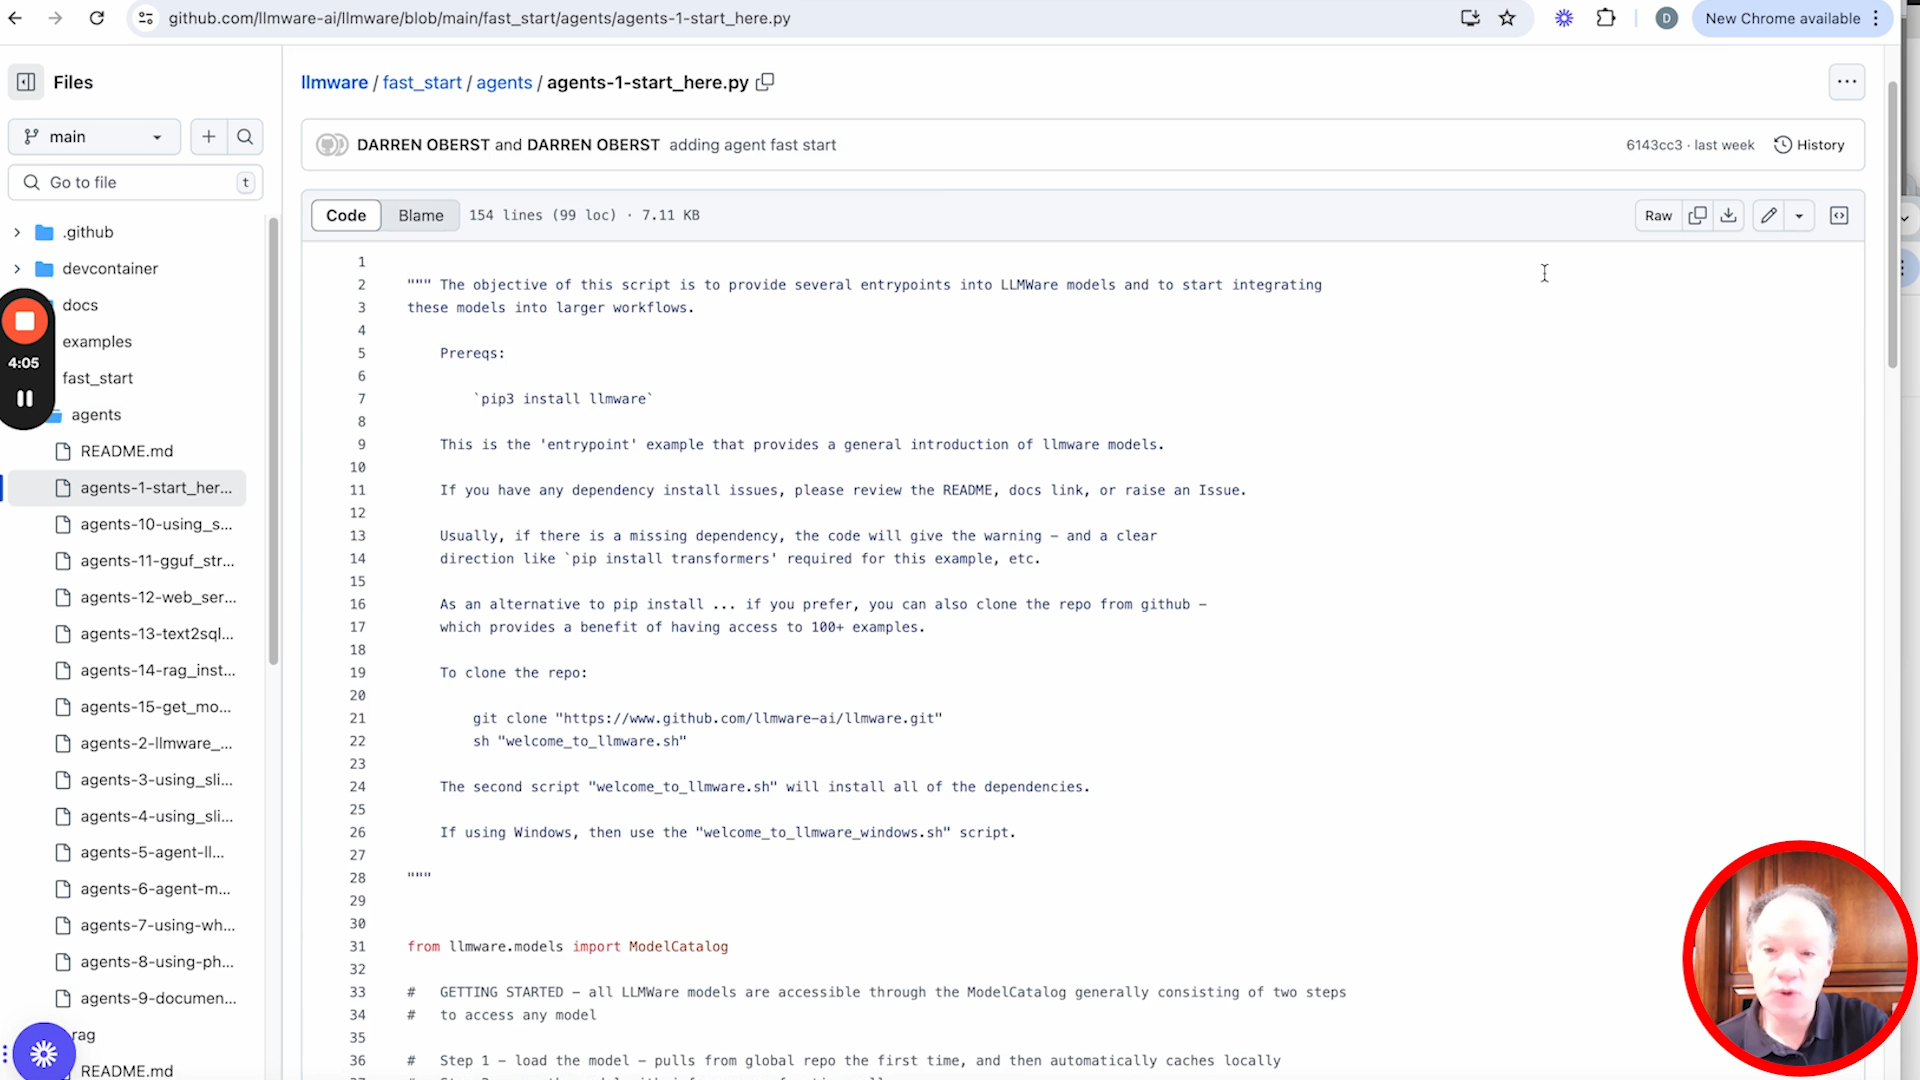 github.com/llmware-ai/llmware/blob/main/fast_start/agents/agents-1-start_here.py
D
New Chrome available
Files
llmware / fast_start / agents / agents-1-start_here.py
main
DARREN OBERST and DARREN OBERST adding agent fast start
6143cc3 · last week
History
Go to file
t
Code
Blame
154 lines (99 loc) · 7.11 KB
Raw
.github
devcontainer
docs
examples
fast_start
agents
README.md
agents-1-start_her...
agents-10-using_s...
agents-11-gguf_str...
agents-12-web_ser...
agents-13-text2sql...
agents-14-rag_inst...
agents-15-get_mo...
agents-2-llmware_...
agents-3-using_sli...
agents-4-using_sli...
agents-5-agent-ll...
agents-6-agent-m...
agents-7-using-wh...
agents-8-using-ph...
agents-9-documen...
rag
README.md
4:05
1
2 """ The objective of this script is to provide several entrypoints into LLMWare models and to start integrating
3 these models into larger workflows.
4
5 Prereqs:
6
7 `pip3 install llmware`
8
9 This is the 'entrypoint' example that provides a general introduction of llmware models.
10
11 If you have any dependency install issues, please review the README, docs link, or raise an Issue.
12
13 Usually, if there is a missing dependency, the code will give the warning - and a clear
14 direction like `pip install transformers' required for this example, etc.
15
16 As an alternative to pip install ... if you prefer, you can also clone the repo from github -
17 which provides a benefit of having access to 100+ examples.
18
19 To clone the repo:
20
21 git clone "https://www.github.com/llmware-ai/llmware.git"
22 sh "welcome_to_llmware.sh"
23
24 The second script "welcome_to_llmware.sh" will install all of the dependencies.
25
26 If using Windows, then use the "welcome_to_llmware_windows.sh" script.
27
28 """
29
30
31 from llmware.models import ModelCatalog
32
33 # GETTING STARTED - all LLMWare models are accessible through the ModelCatalog generally consisting of two steps
34 # to access any model
35
36 # Step 1 - load the model - pulls from global repo the first time, and then automatically caches locally